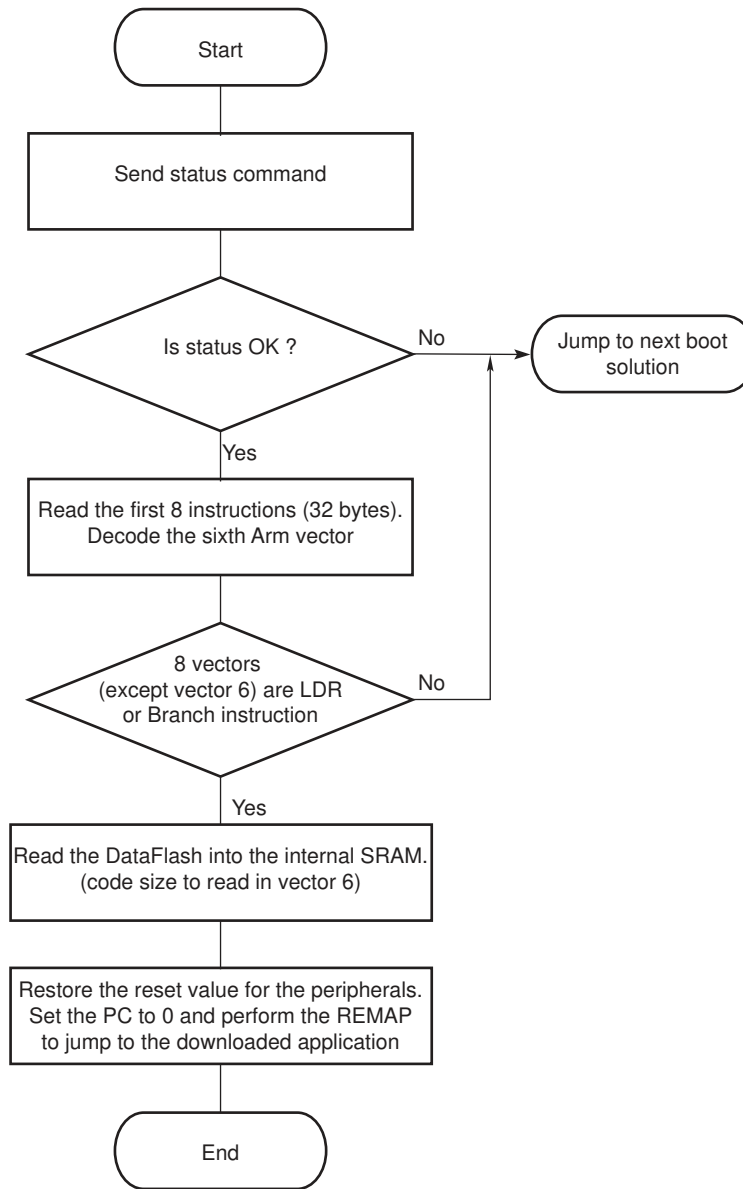 Start
Send status command
Is status OK ?
No
Jump to next boot
solution
Yes
Read the first 8 instructions (32 bytes).
Decode the sixth Arm vector
8 vectors
(except vector 6) are LDR
or Branch instruction
No
Yes
Read the DataFlash into the internal SRAM.
(code size to read in vector 6)
Restore the reset value for the peripherals.
Set the PC to 0 and perform the REMAP
to jump to the downloaded application
End